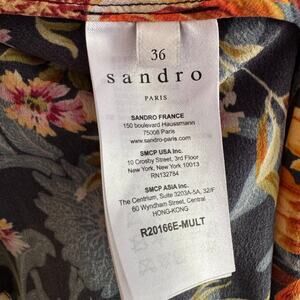 36
sandro
PARIS
SANDRO FRANCE
150 boulevard Haussmann
75008 Paris
www.sandro-paris.com
SMCP USA Inc.
10 Crosby Street, 3rd Floor
New York, New York 10013
RN132784
SMCP ASIA Inc.
The Centrium, Suite 3203A-5A, 32/F
60 Wyndham Street, Central
HONG-KONG
R20166E-MULT